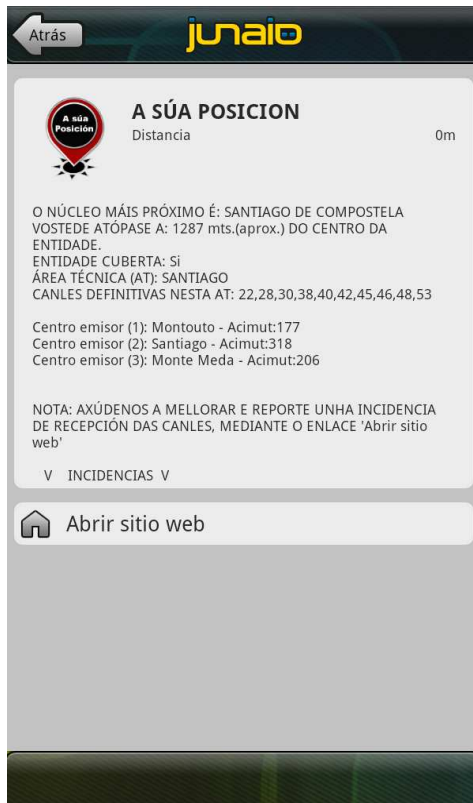 Atrás
junaio
A súa
Posición
A SÚA POSICION
Distancia 0m
O NÚCLEO MÁIS PRÓXIMO É: SANTIAGO DE COMPOSTELA
VOSTEDE ATÓPASE A: 1287 mts.(aprox.) DO CENTRO DA
ENTIDADE.
ENTIDADE CUBERTA: Si
ÁREA TÉCNICA (AT): SANTIAGO
CANLES DEFINITIVAS NESTA AT: 22,28,30,38,40,42,45,46,48,53
Centro emisor (1): Montouto - Acimut:177
Centro emisor (2): Santiago - Acimut:318
Centro emisor (3): Monte Meda - Acimut:206
NOTA: AXÚDENOS A MELLORAR E REPORTE UNHA INCIDENCIA
DE RECEPCIÓN DAS CANLES, MEDIANTE O ENLACE 'Abrir sitio
web'
V INCIDENCIAS V
Abrir sitio web